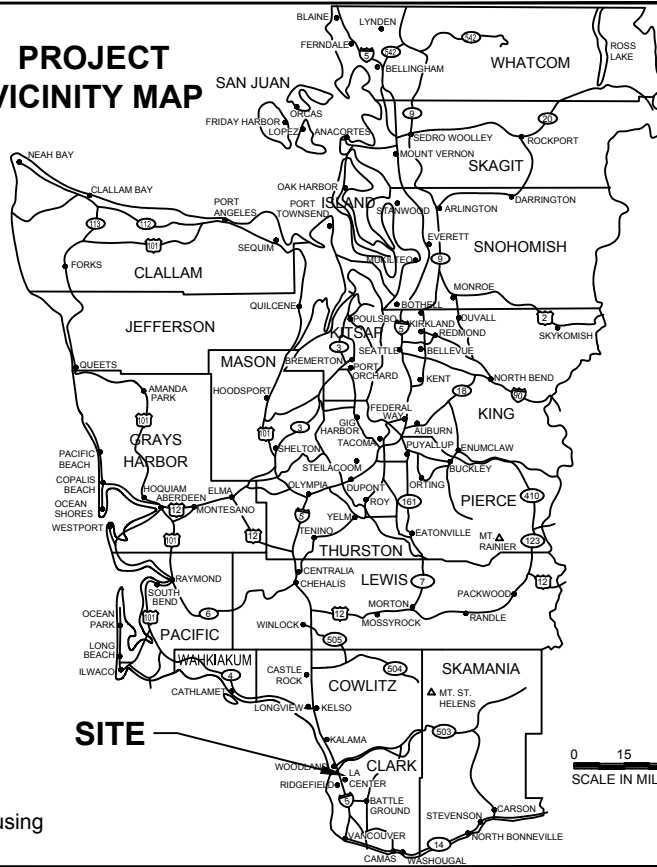 PROJECT
VICINITY MAP
BLAINE
LYNDEN
FERNDALE
5
542
542
BELLINGHAM
WHATCOM
ROSS
LAKE
SAN JUAN
ORCAS
FRIDAY HARBOR
LOPEZ
ANACORTES
9
SEDRO WOOLLEY
20
ROCKPORT
MOUNT VERNON
SKAGIT
NEAH BAY
CLALLAM BAY
113
112
101
PORT
ANGELES
SEQUIM
PORT
TOWNSEND
OAK HARBOR
ISLAND
STANWOOD
ARLINGTON
DARRINGTON
EVERETT
SNOHOMISH
MUKILTEO
9
FORKS
CLALLAM
MONROE
JEFFERSON
QUILCENE
BOTHELL
POULSBO
KITSAP
5
KIRKLAND
DUVALL
REDMOND
2
SKYKOMISH
3
SEATTLE
BELLEVUE
QUEETS
MASON
BREMERTON
PORT
ORCHARD
AMANDA
PARK
HOODSPORT
KENT
NORTH BEND
90
18
101
GRAYS
HARBOR
101
3
SHELTON
GIG
HARBOR
FEDERAL
WAY
AUBURN
KING
TACOMA
PUYALLUP
ENUMCLAW
PACIFIC
BEACH
STEILACOOM
BUCKLEY
COPALIS
BEACH
HOQUIAM
ABERDEEN
ELMA
OLYMPIA
DUPONT
ROY
ORTING
PIERCE
410
OCEAN
SHORES
12
MONTESANO
5
161
WESTPORT
101
12
TENINO
YELM
EATONVILLE
MT.
RAINIER
123
THURSTON
CENTRALIA
CHEHALIS
LEWIS
7
12
RAYMOND
SOUTH
BEND
6
12
MORTON
MOSSYROCK
PACKWOOD
RANDLE
OCEAN
PARK
101
PACIFIC
WINLOCK
505
LONG
BEACH
WAHKIAKUM
ILWACO
4
CATHLAMET
CASTLE
ROCK
504
COWLITZ
SKAMANIA
MT. ST.
HELENS
LONGVIEW
KELSO
503
SITE
KALAMA
WOODLAND
LA
CENTER
CLARK
RIDGEFIELD
5
BATTLE
GROUND
0 15
SCALE IN MIL
STEVENSON
CARSON
VANCOUVER
14
NORTH BONNEVILLE
CAMAS
WASHOUGAL
using